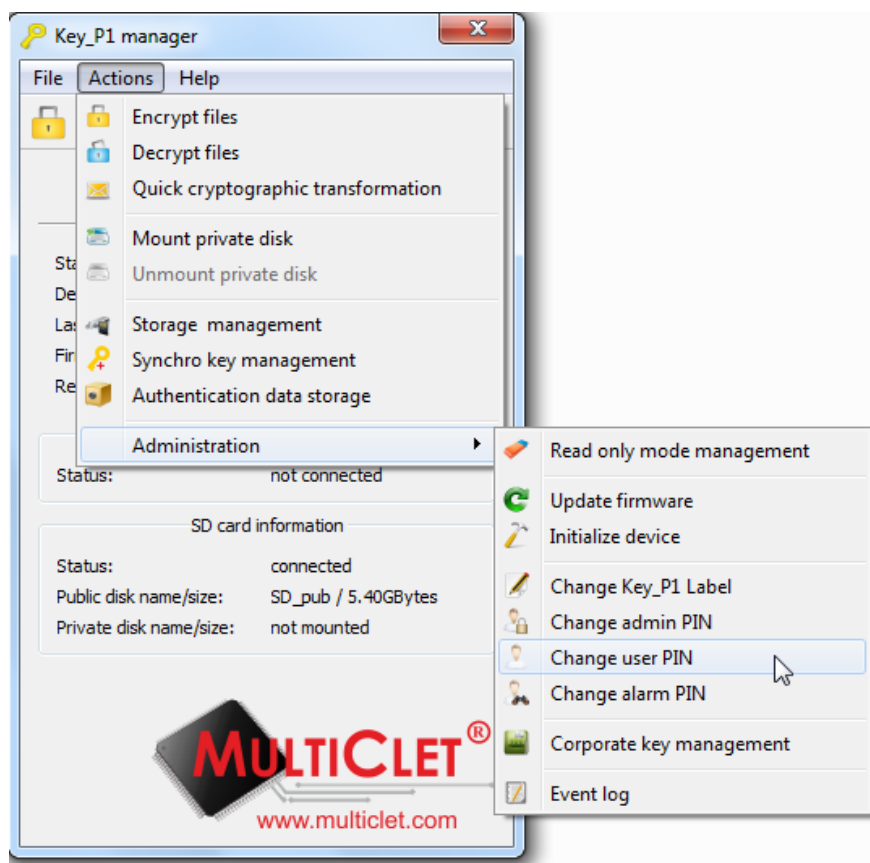 Key_P1 manager
File Actions Help
Encrypt files
Decrypt files
Quick cryptographic transformation
Mount private disk
Unmount private disk
Storage management
Synchro key management
Authentication data storage
Administration
Read only mode management
Update firmware
Initialize device
Change Key_P1 Label
Change admin PIN
Change user PIN
Change alarm PIN
Corporate key management
Event log
Status: not connected
SD card information
Status: connected
Public disk name/size: SD_pub / 5.40GBytes
Private disk name/size: not mounted
MULTICLET®
www.multiclet.com